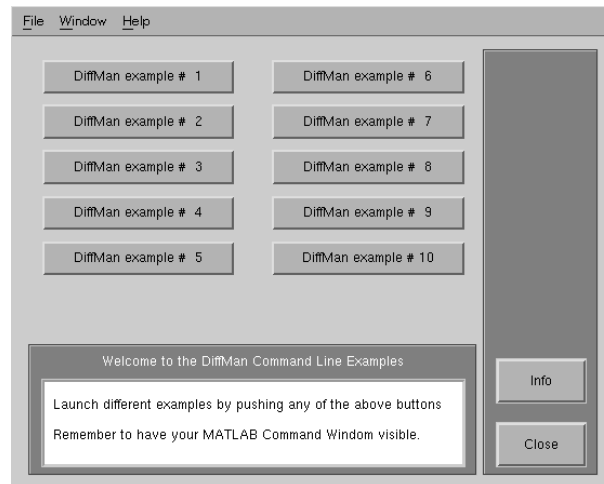 File Window Help
DiffMan example # 1
DiffMan example # 2
DiffMan example # 3
DiffMan example # 4
DiffMan example # 5
DiffMan example # 6
DiffMan example # 7
DiffMan example # 8
DiffMan example # 9
DiffMan example # 10
Welcome to the DiffMan Command Line Examples
Launch different examples by pushing any of the above buttons
Remember to have your MATLAB Command Windom visible.
Info
Close